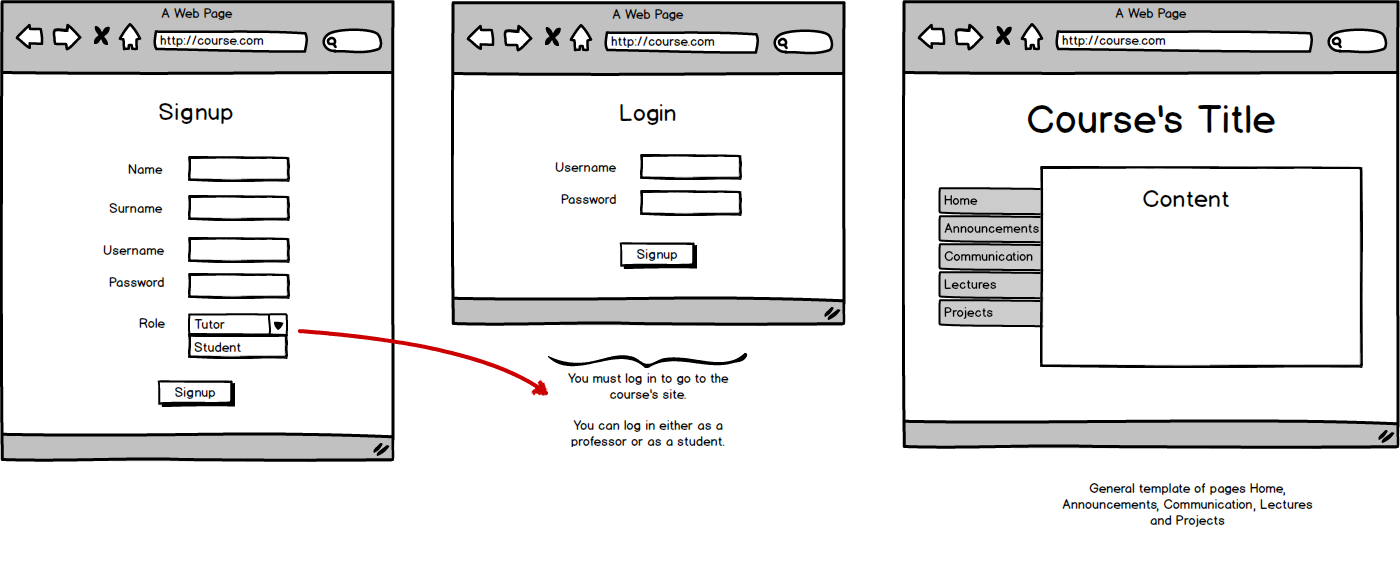 A Web Page
http://course.com
Signup
Name
Surname
Username
Password
Role
Tutor
Student
Signup
A Web Page
http://course.com
Login
Username
Password
Signup
You must log in to go to the
course's site.
You can log in either as a
professor or as a student.
A Web Page
http://course.com
Course's Title
Home
Announcements
Communication
Lectures
Projects
Content
General template of pages Home,
Announcements, Communication, Lectures
and Projects